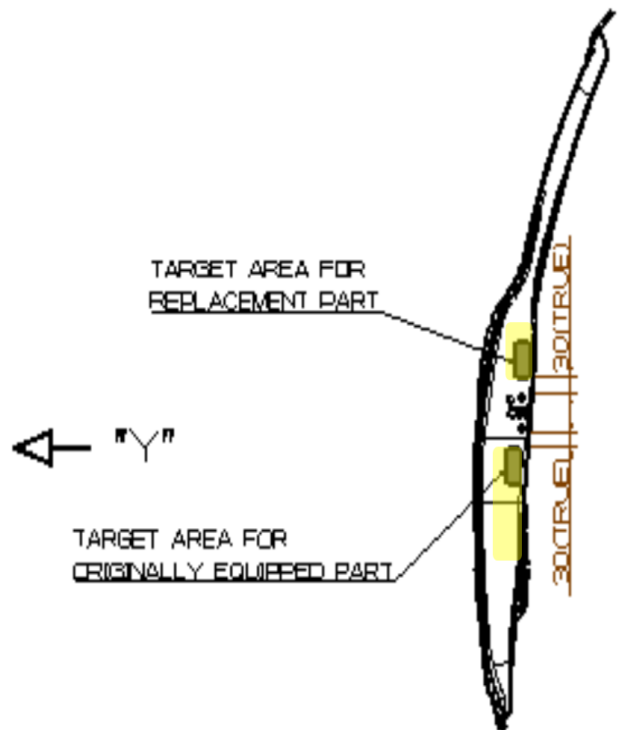 TARGET AREA FOR
REPLACEMENT PART
30(TRUE)
"Y"
30(TRUE)
TARGET AREA FOR
ORIGINALLY EQUIPPED PART